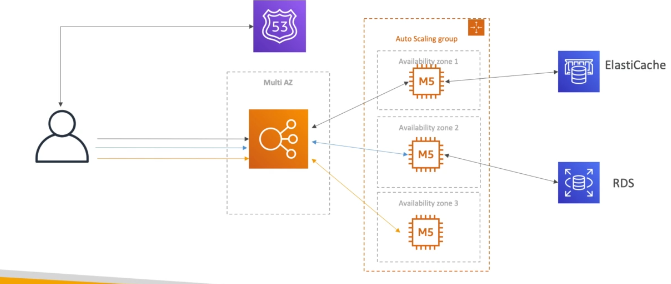 53
Auto Scaling group
Availability zone 1
M5
ElastiCache
Multi AZ
Availability zone 2
M5
RDS
Availability zone 3
M5